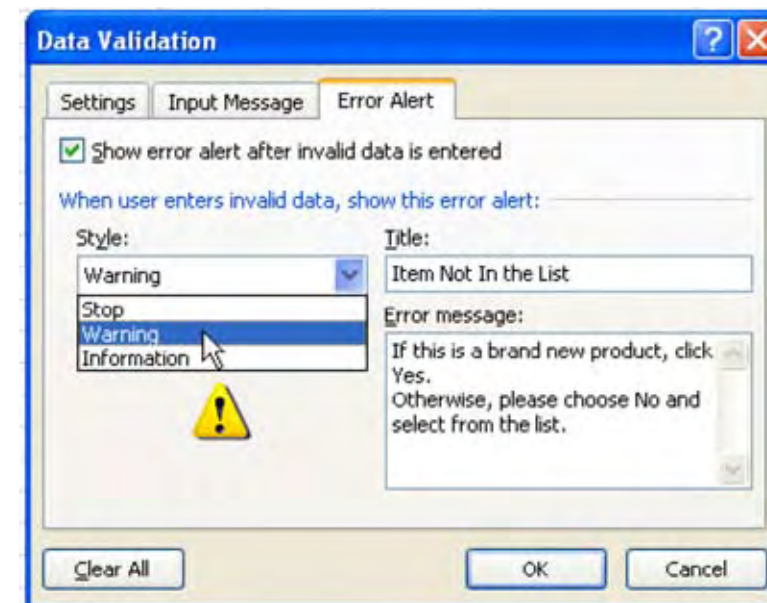 Data Validation
Settings
Input Message
Error Alert
Show error alert after invalid data is entered
When user enters invalid data, show this error alert:
Style:
Warning
Stop
Warning
Information
Title:
Item Not In the List
Error message:
If this is a brand new product, click
Yes.
Otherwise, please choose No and
select from the list.
Clear All
OK
Cancel